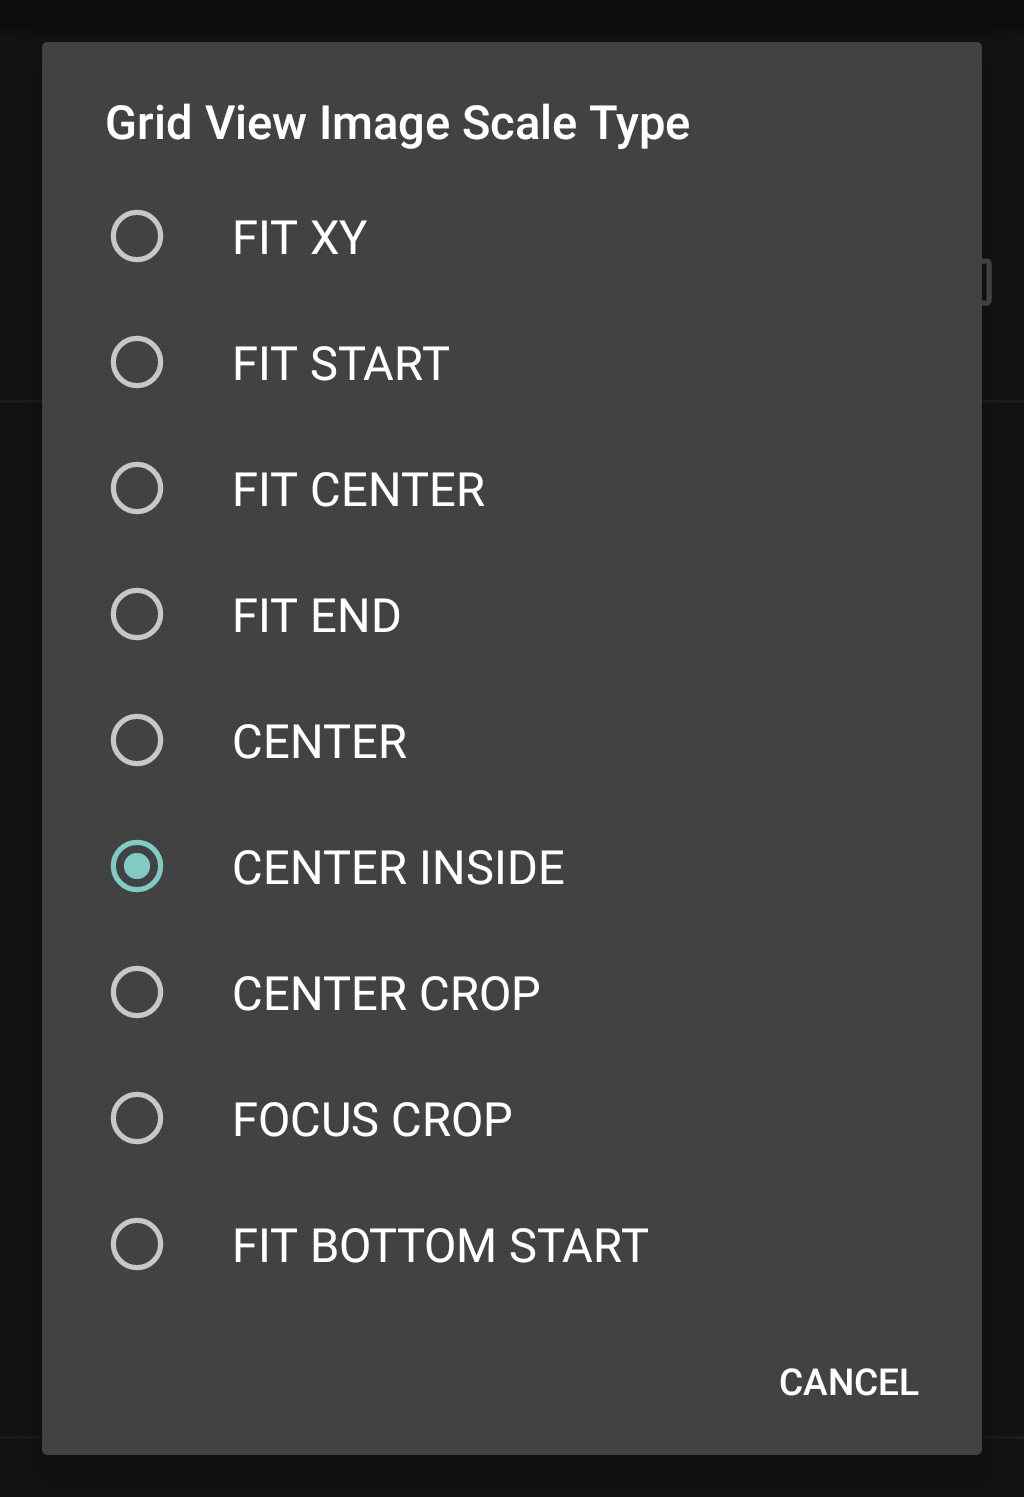 Grid View Image Scale Type
FIT XY
FIT START
FIT CENTER
FIT END
CENTER
CENTER INSIDE
CENTER CROP
FOCUS CROP
FIT BOTTOM START
CANCEL